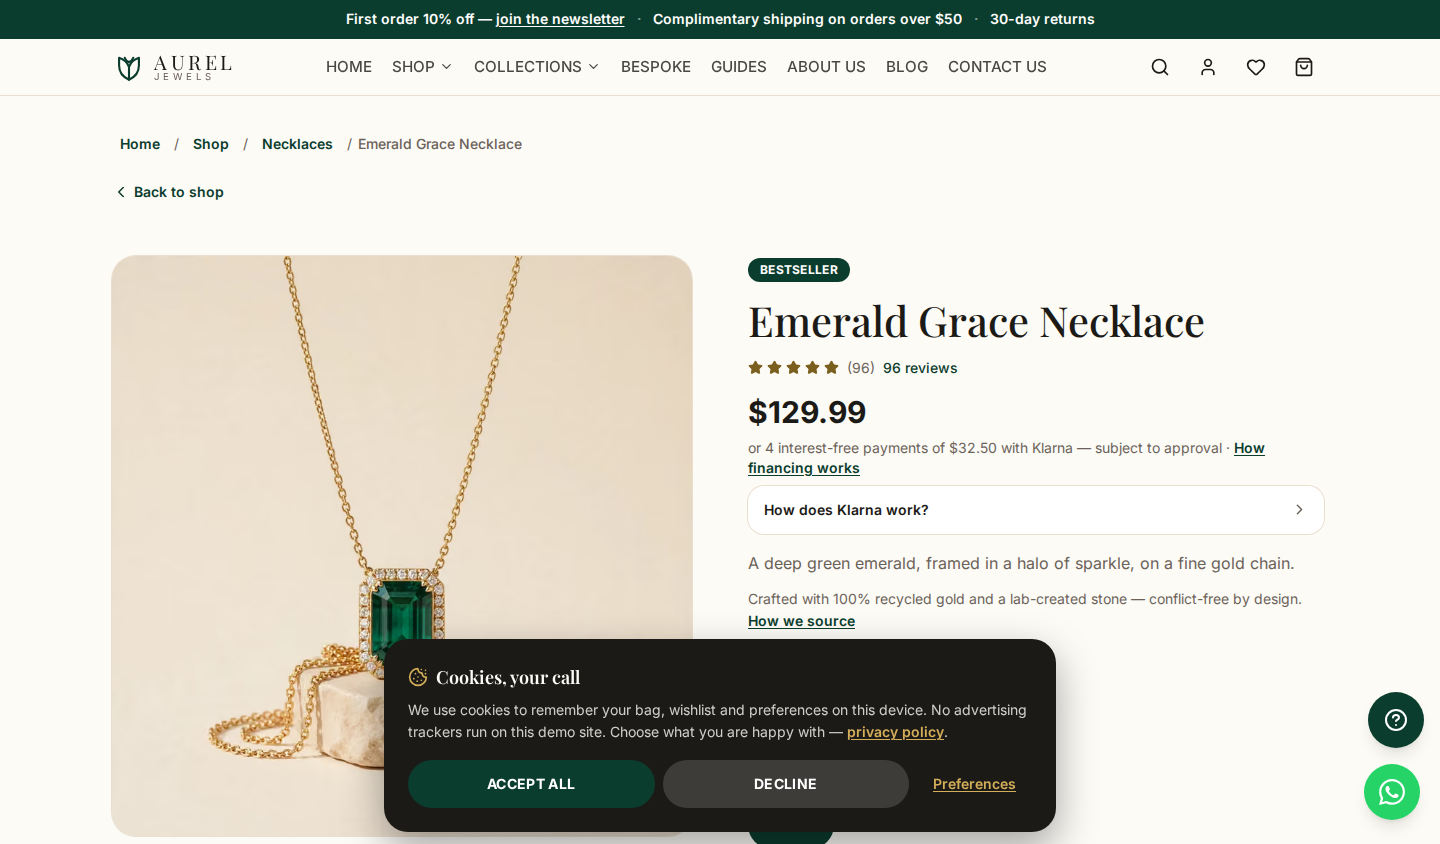 First order 10% off — join the newsletter · Complimentary shipping on orders over $50 · 30-day returns
AUREL
JEWELS
HOME SHOP COLLECTIONS BESPOKE GUIDES ABOUT US BLOG CONTACT US
Home / Shop / Necklaces / Emerald Grace Necklace
Back to shop
BESTSELLER
Emerald Grace Necklace
(96) 96 reviews
$129.99
or 4 interest-free payments of $32.50 with Klarna — subject to approval · How
financing works
How does Klarna work?
A deep green emerald, framed in a halo of sparkle, on a fine gold chain.
Crafted with 100% recycled gold and a lab-created stone — conflict-free by design.
How we source
Cookies, your call
We use cookies to remember your bag, wishlist and preferences on this device. No advertising
trackers run on this demo site. Choose what you are happy with — privacy policy.
ACCEPT ALL
DECLINE
Preferences